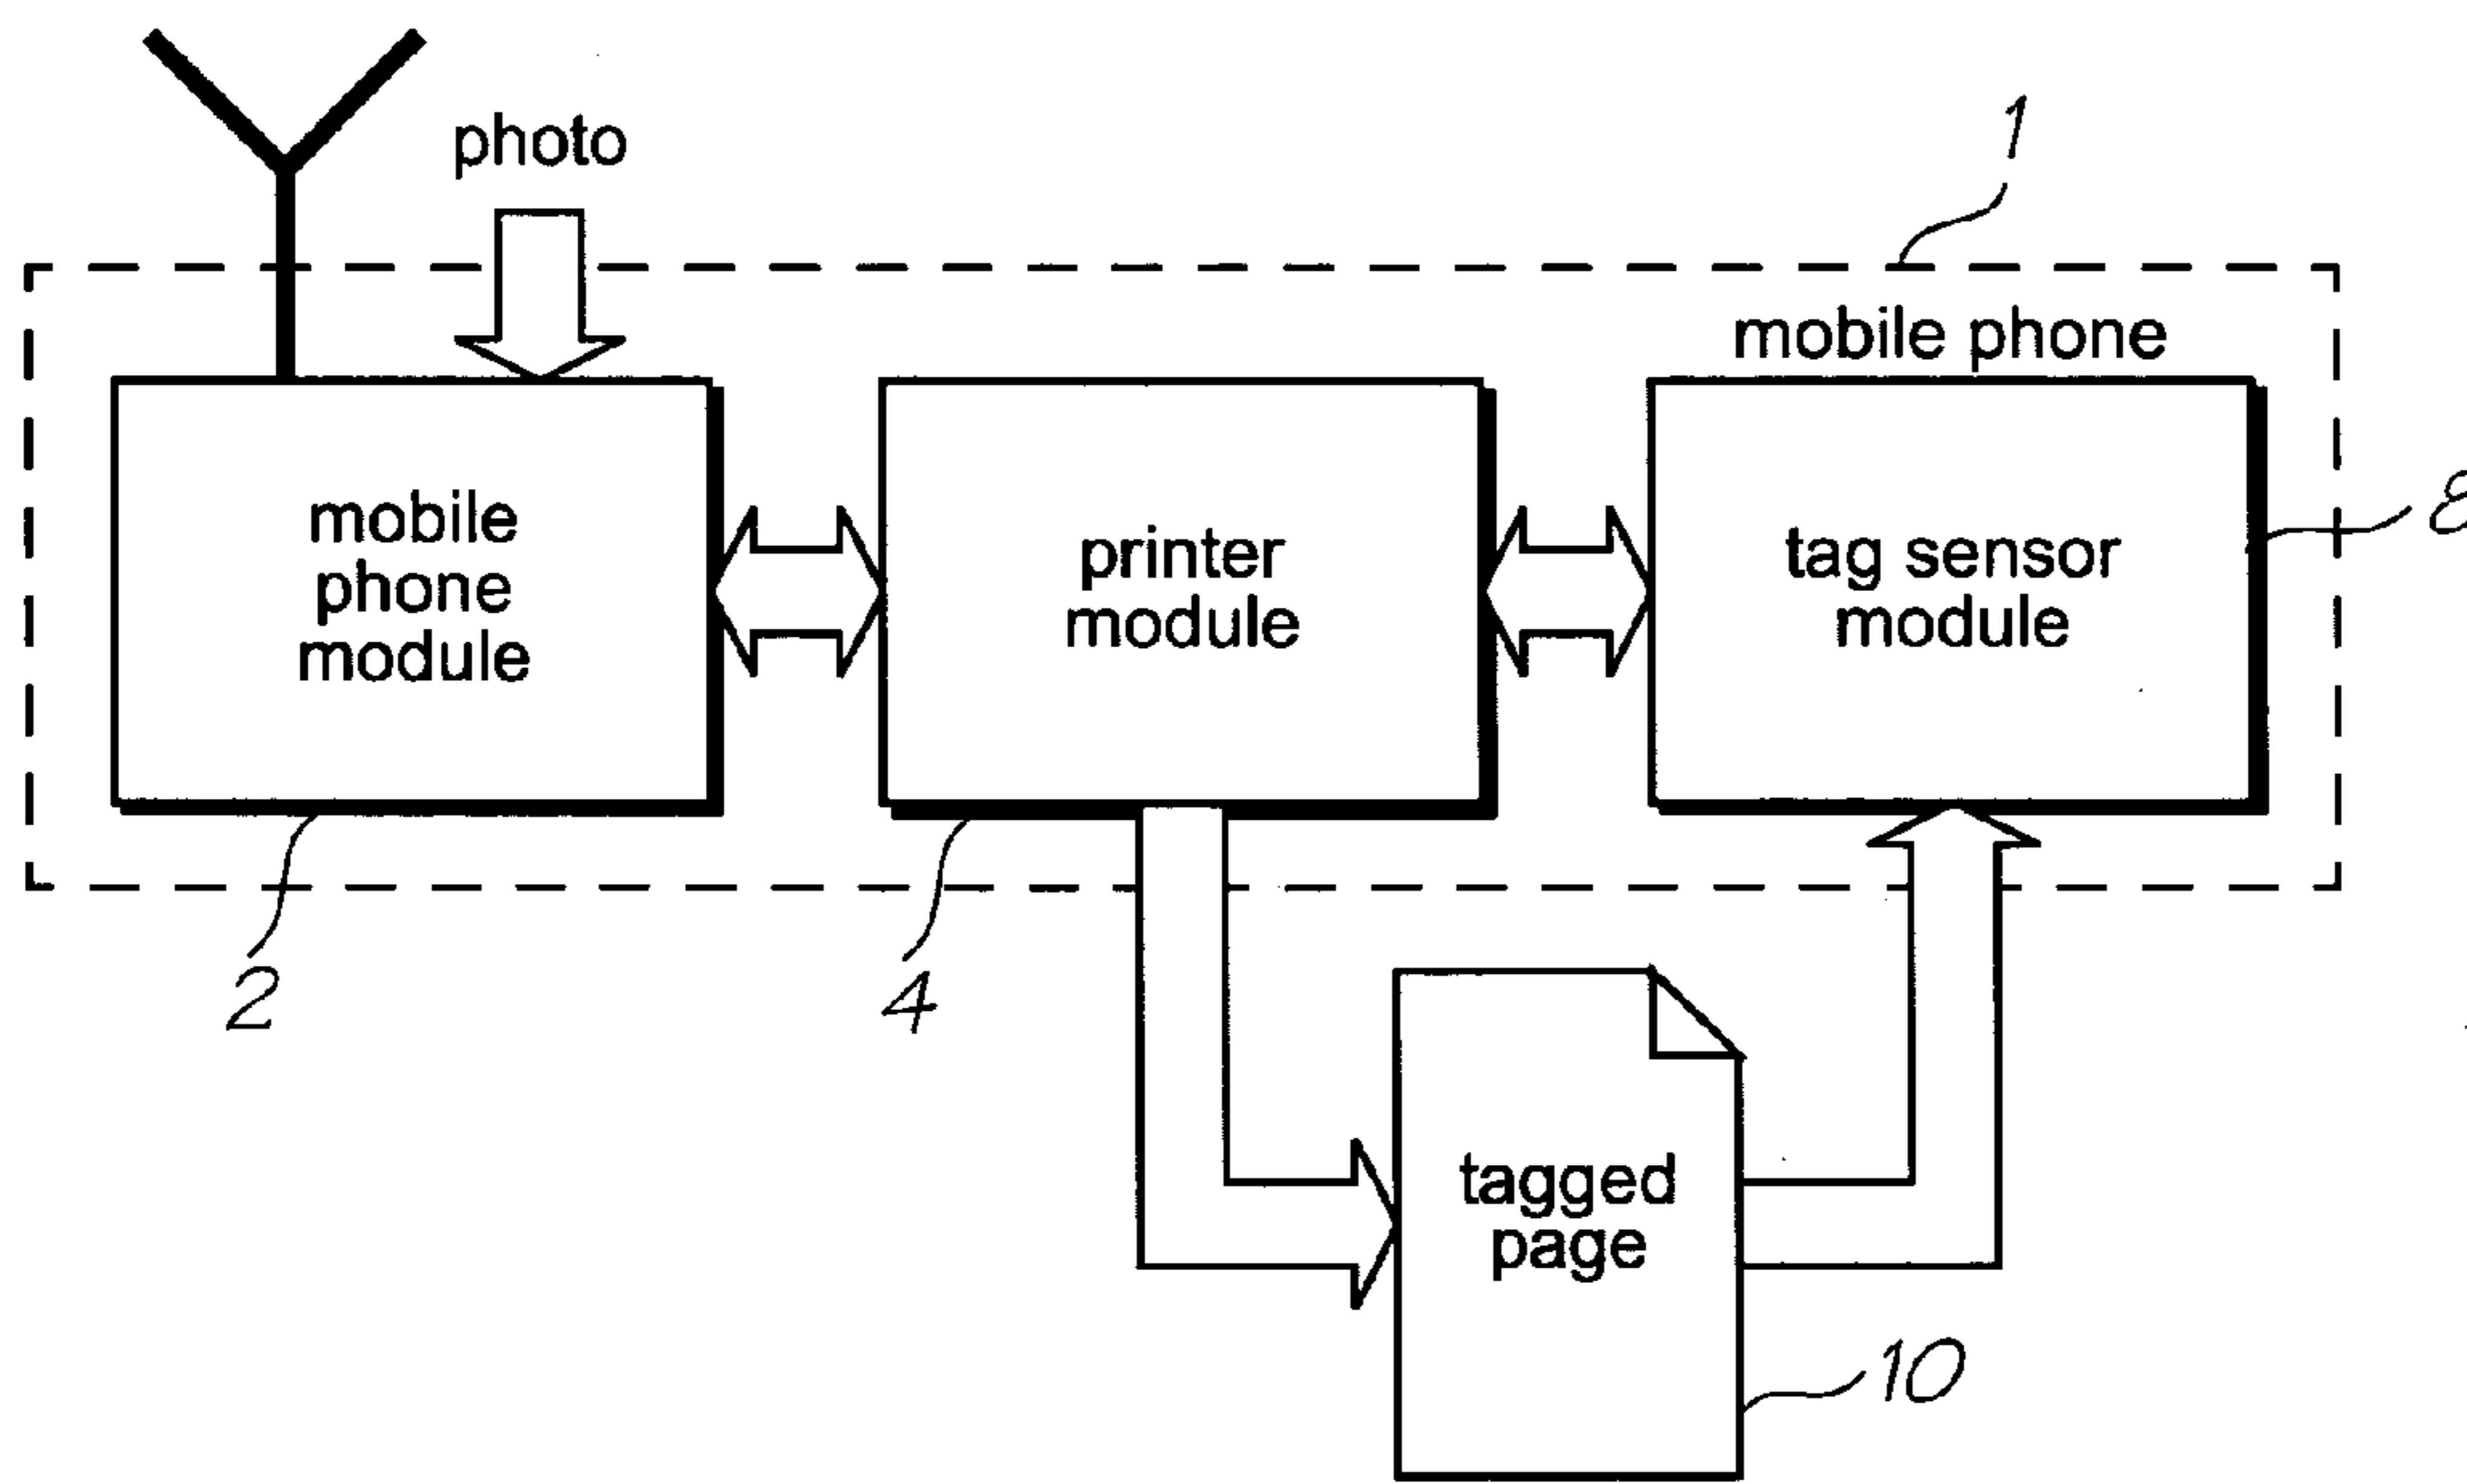 photo
1
mobile phone
mobile
phone
module
printer
module
tag sensor
module
8
2
4
tagged
page
10